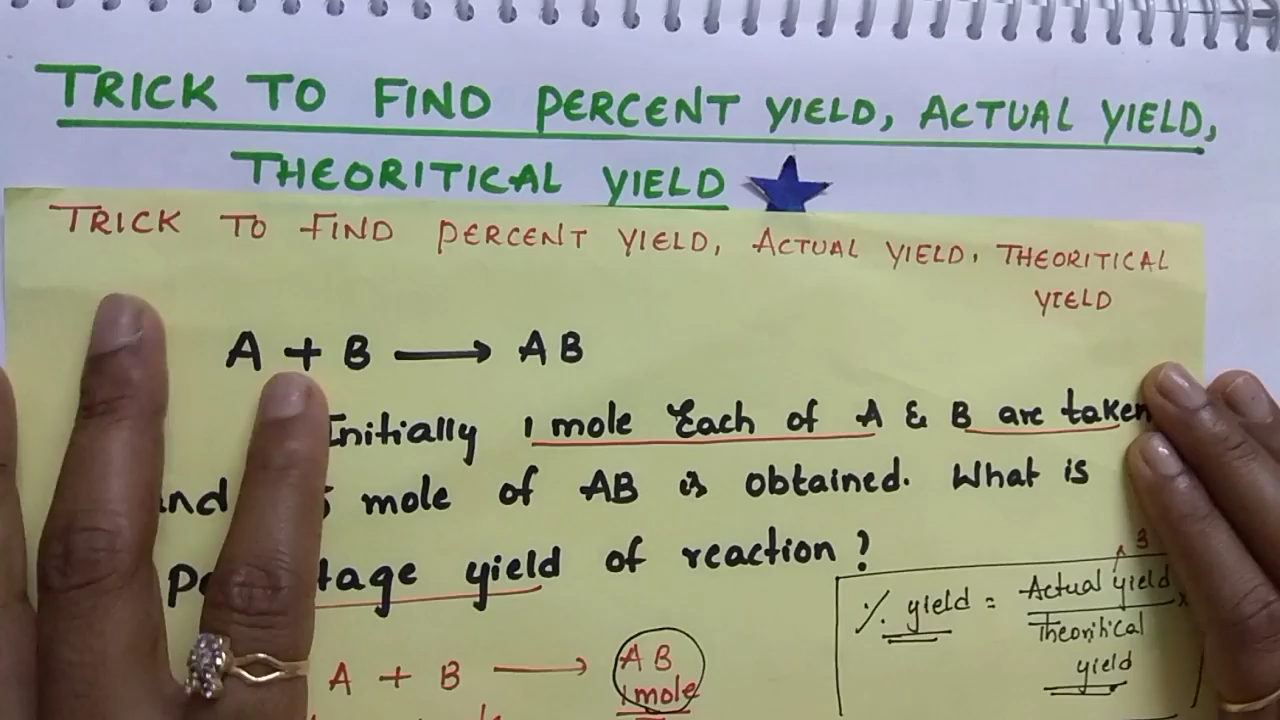 TRICK TO FIND PERCENT YIELD, ACTUAL YIELD,
THEORITICAL YIELD
TRICK TO FIND PERCENT YIELD, ACTUAL YIELD, THEORITICAL
YIELD
A + B ⟶ AB
Initially 1 mole Each of A & B are taken
mole of AB is obtained. What is
yield of reaction ?
% yield = Actual yield
Theoritical
yield
A + B ⟶ AB
1 mole